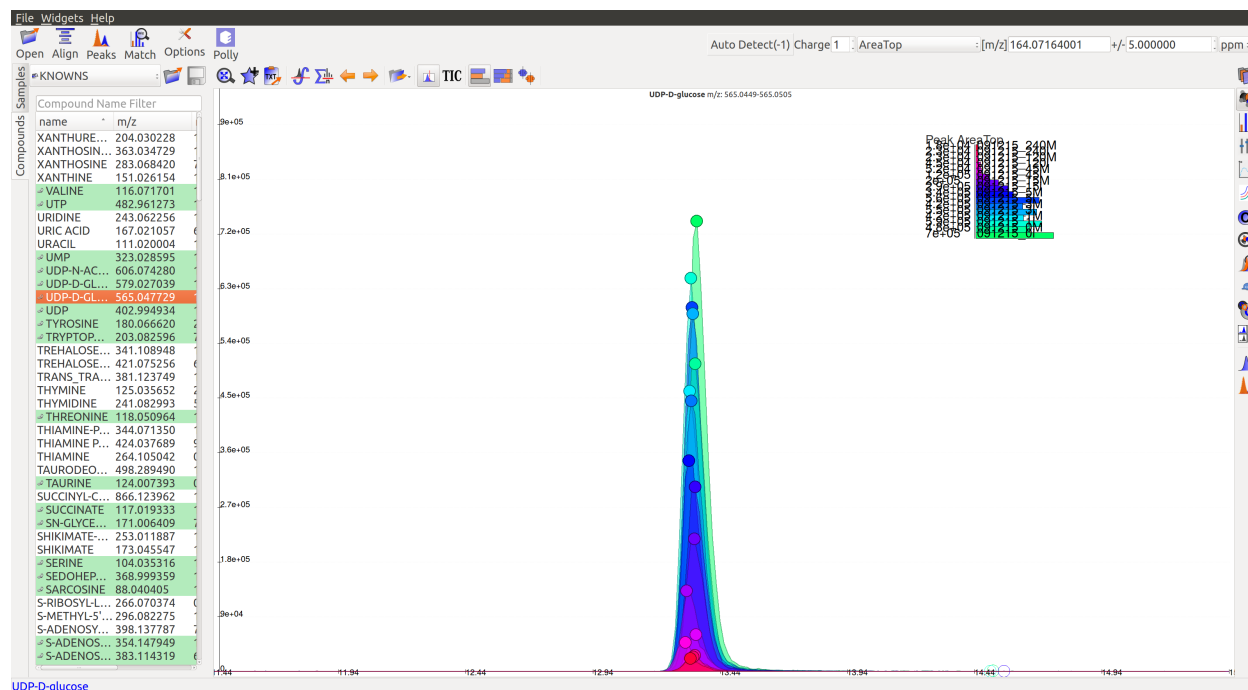 File Widgets Help
Open Align Peaks Match Options Polly
Auto Detect(-1) Charge 1 AreaTop [m/z] 164.07164001 +/- 5.000000 ppm
KNOWNS
TXT TIC
Samples
Compounds
Compound Name Filter
name m/z
XANTHURE... 204.030228
XANTHOSIN... 363.034729
XANTHOSINE 283.068420
XANTHINE 151.026154
VALINE 116.071701
UTP 482.961273
URIDINE 243.062256
URIC ACID 167.021057
URACIL 111.020004
UMP 323.028595
UDP-N-AC... 606.074280
UDP-D-GL... 579.027039
UDP-D-GL... 565.047729
UDP 402.994934
TYROSINE 180.066620
TRYPTOP... 203.082596
TREHALOSE... 341.108948
TREHALOSE... 421.075256
TRANS_TRA... 381.123749
THYMINE 125.035652
THYMIDINE 241.082993
THREONINE 118.050964
THIAMINE-P... 344.071350
THIAMINE P... 424.037689
THIAMINE 264.105042
TAURODEO... 498.289490
TAURINE 124.007393
SUCCINYL-C... 866.123962
SUCCINATE 117.019333
SN-GLYCE... 171.006409
SHIKIMATE-... 253.011887
SHIKIMATE 173.045547
SERINE 104.035316
SEDOHEP... 368.999359
SARCOSINE 88.040405
S-RIBOSYL-L... 266.070374
S-METHYL-5'... 296.082275
S-ADENOSY... 398.137787
S-ADENOS... 354.147949
S-ADENOS... 383.114319
UDP-D-glucose m/z: 565.0449-565.0505
9e+05
8.1e+05
7.2e+05
6.3e+05
5.4e+05
4.5e+05
3.6e+05
2.7e+05
1.8e+05
9e+04
0
Peak AreaTop
7e+05 091215_0I
11.44 11.94 12.44 12.94 13.44 13.94 14.44 14.94
UDP-D-glucose